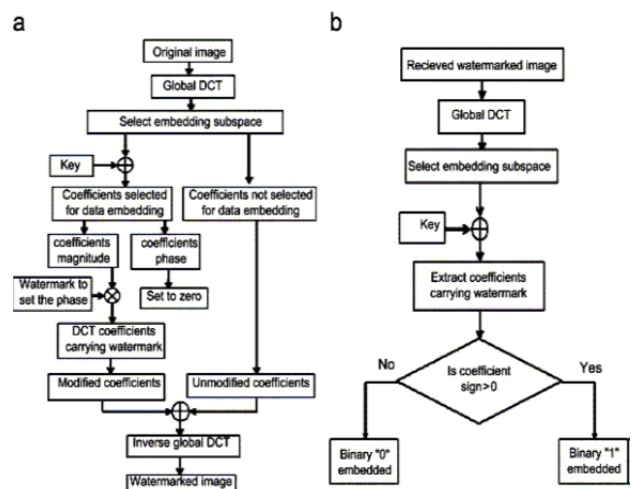 a
Original image
Global DCT
Select embedding subspace
Key
Coefficients selected
for data embedding
Coefficients not selected
for data embedding
coefficients
magnitude
coefficients
phase
Watermark to
set the phase
Set to zero
DCT coefficients
carrying watermark
Modified coefficients
Unmodified coefficients
Inverse global DCT
Watermarked image
b
Recieved watermarked image
Global DCT
Select embedding subspace
Key
Extract coefficients
carrying watermark
No
Is coefficient
sign>0
Yes
Binary "0"
embedded
Binary "1"
embedded